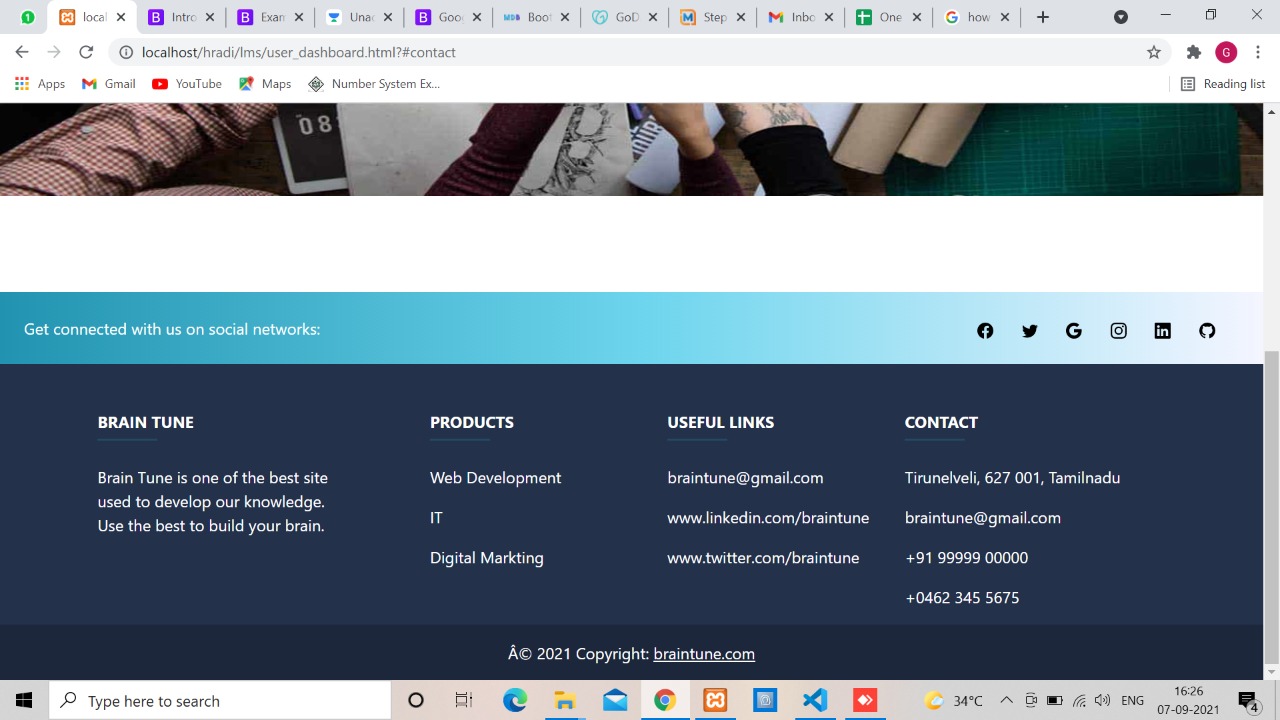 local
Intro
Exam
Unac
Good
MDB
Boot
GoD
Step
Inbo
One
how
localhost/hradi/lms/user_dashboard.html?#contact
G
Apps
Gmail
YouTube
Maps
Number System Ex...
Reading list
08
Get connected with us on social networks:
BRAIN TUNE
Brain Tune is one of the best site
used to develop our knowledge.
Use the best to build your brain.
PRODUCTS
Web Development
IT
Digital Markting
USEFUL LINKS
braintune@gmail.com
www.linkedin.com/braintune
www.twitter.com/braintune
CONTACT
Tirunelveli, 627 001, Tamilnadu
braintune@gmail.com
+91 99999 00000
+0462 345 5675
Â© 2021 Copyright: braintune.com
Type here to search
34°C
ENG
16:26
07-09-2021
4